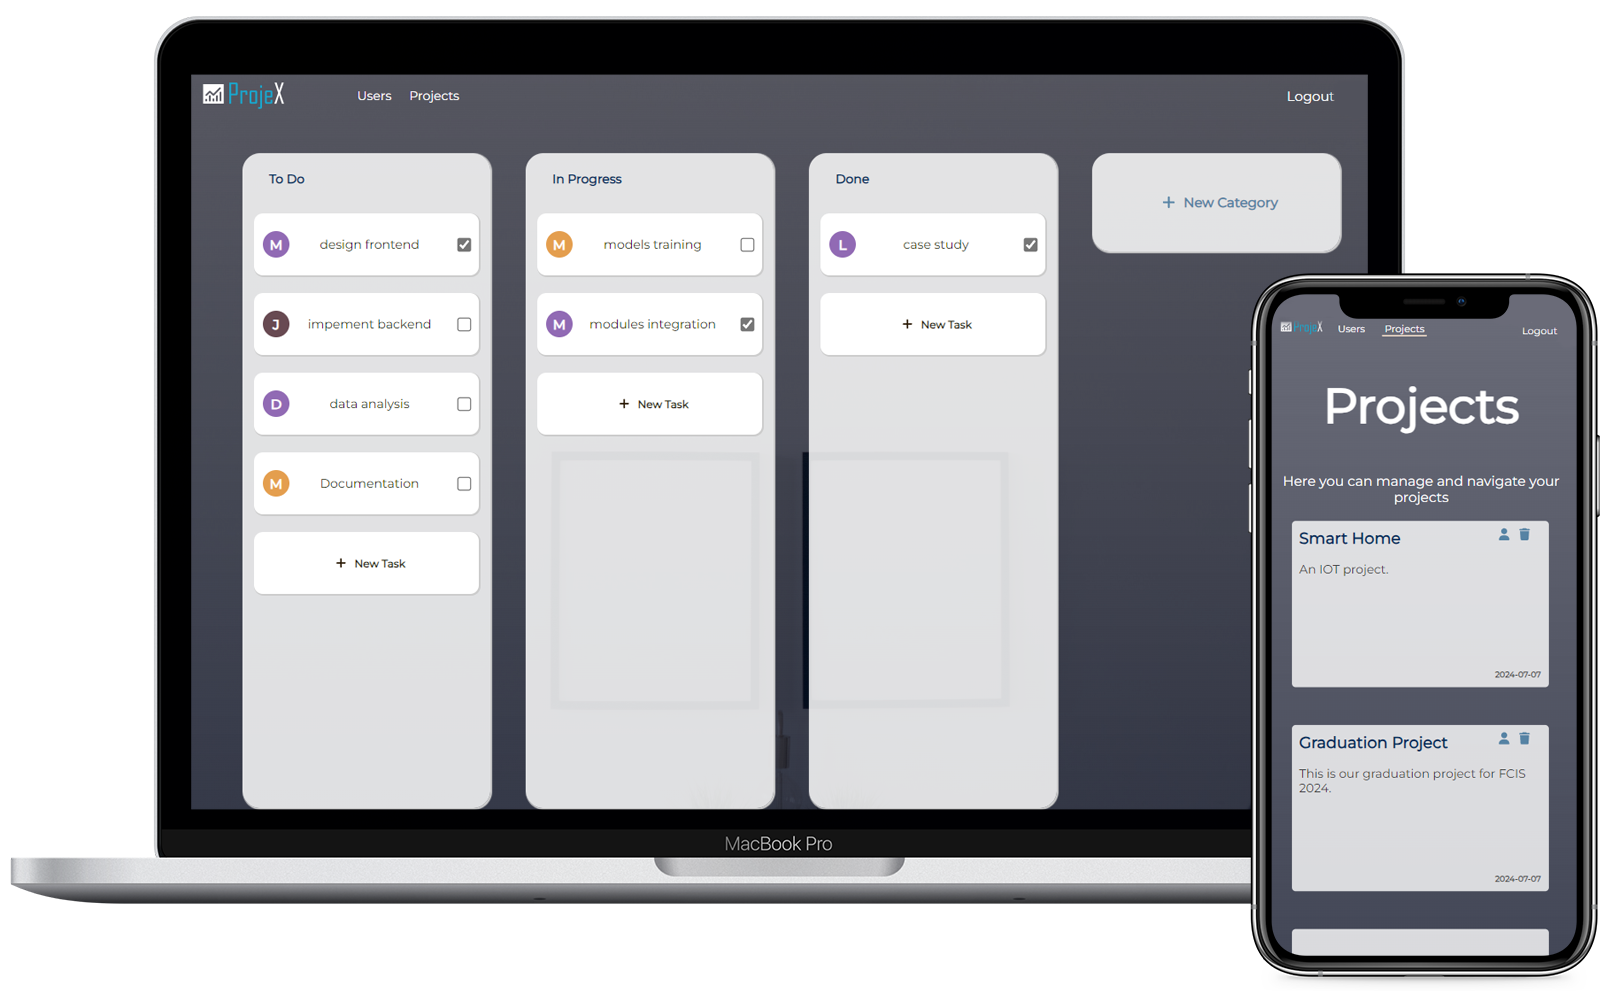 ProjeX
Users
Projects
Logout
To Do
M
design frontend
J
impement backend
D
data analysis
M
Documentation
+ New Task
In Progress
M
models training
M
modules integration
+ New Task
Done
L
case study
+ New Task
+ New Category
MacBook Pro
ProjeX
Users
Projects
Logout
Projects
Here you can manage and navigate your
projects
Smart Home
An IOT project.
2024-07-07
Graduation Project
This is our graduation project for FCIS
2024.
2024-07-07